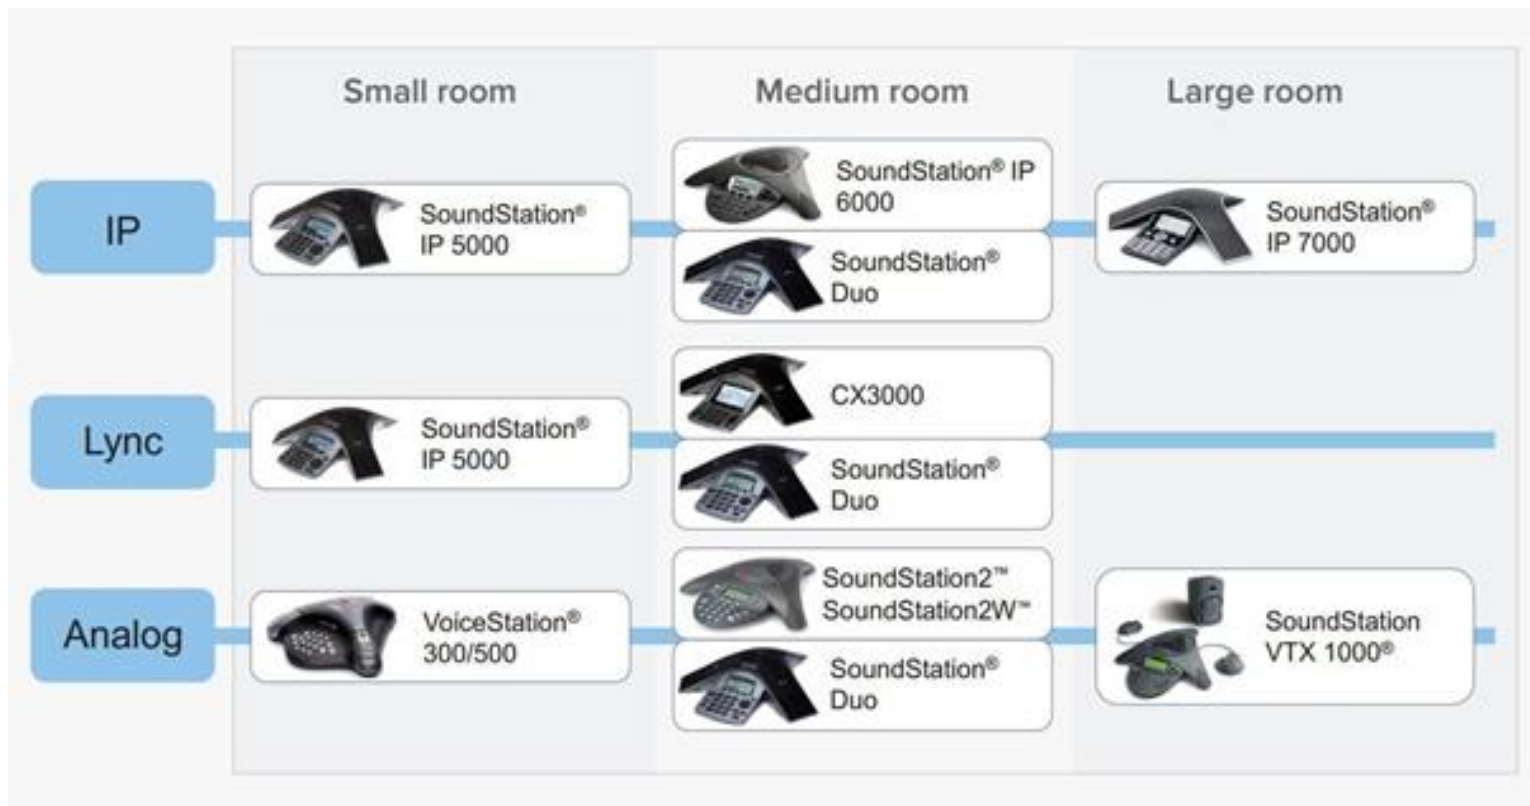 Small room
Medium room
Large room
IP
SoundStation®
IP 5000
SoundStation® IP
6000
SoundStation®
Duo
SoundStation®
IP 7000
Lync
SoundStation®
IP 5000
CX3000
SoundStation®
Duo
Analog
VoiceStation®
300/500
SoundStation2™
SoundStation2W™
SoundStation®
Duo
SoundStation
VTX 1000®